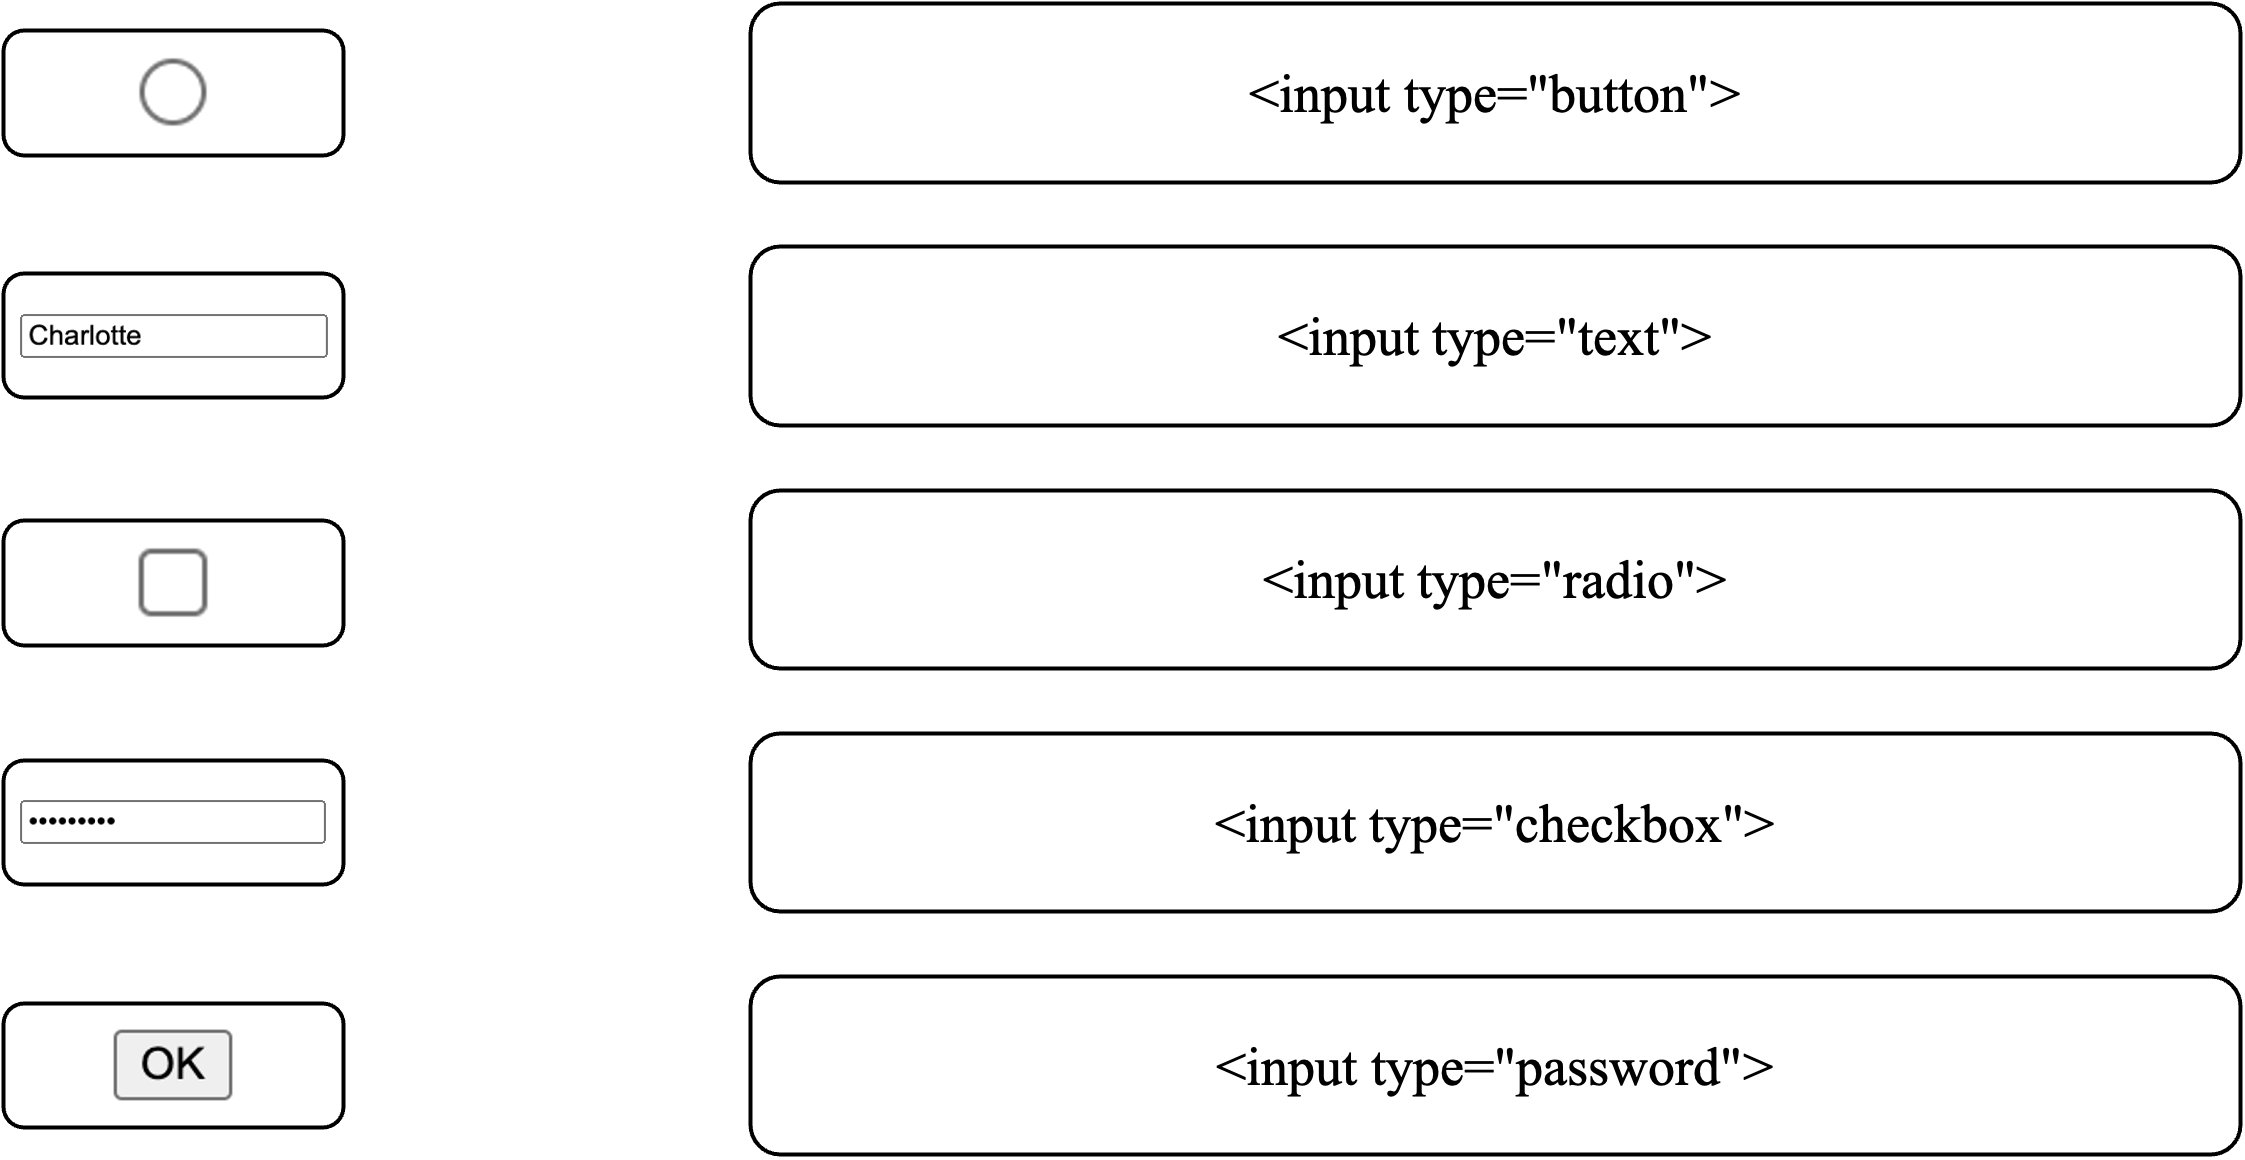 <input type="button">
Charlotte
<input type="text">
<input type="radio">
•••••••••
<input type="checkbox">
OK
<input type="password">